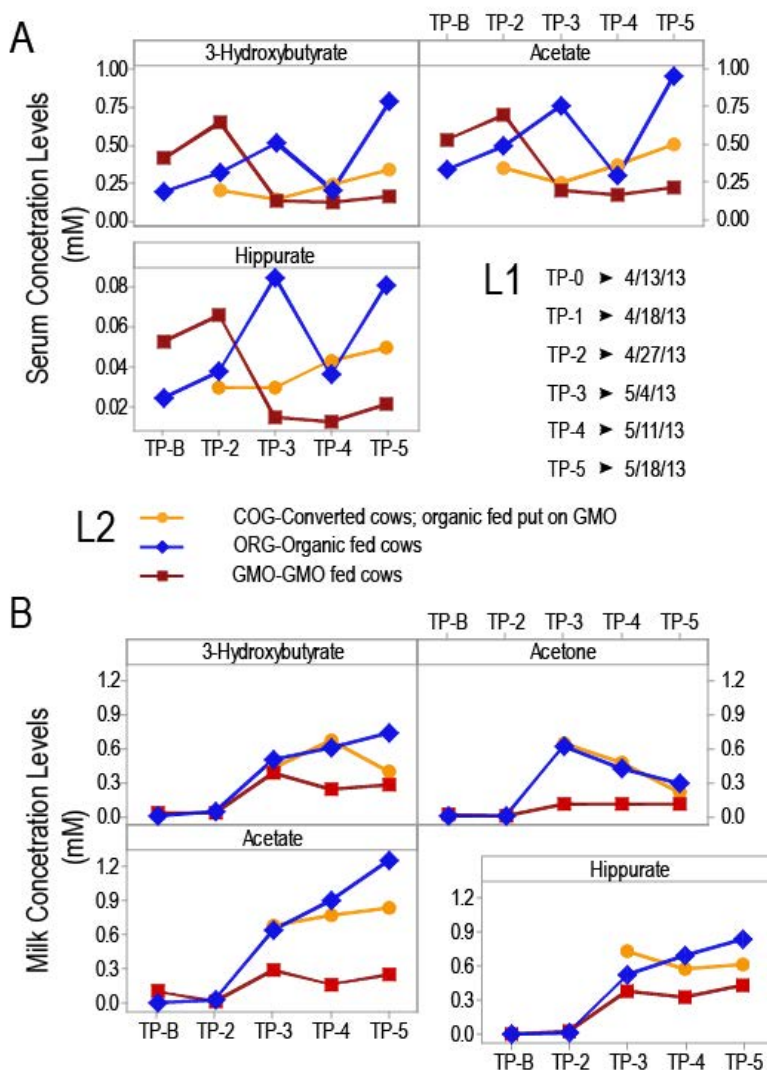 A
TP-B TP-2 TP-3 TP-4 TP-5
3-Hydroxybutyrate Acetate
1.00 1.00
0.75 0.75
0.50 0.50
0.25 0.25
0.00 0.00
Serum Concetration Levels
(mM)
Hippurate
0.08
0.06
0.04
0.02
TP-B TP-2 TP-3 TP-4 TP-5
L1
TP-0 ➤ 4/13/13
TP-1 ➤ 4/18/13
TP-2 ➤ 4/27/13
TP-3 ➤ 5/4/13
TP-4 ➤ 5/11/13
TP-5 ➤ 5/18/13
L2
COG-Converted cows; organic fed put on GMO
ORG-Organic fed cows
GMO-GMO fed cows
B
TP-B TP-2 TP-3 TP-4 TP-5
3-Hydroxybutyrate Acetone
1.2 1.2
0.9 0.9
0.6 0.6
0.3 0.3
0.0 0.0
Milk Concetration Levels
(mM)
Acetate
1.2
0.9
0.3
0.3
0.0
TP-B TP-2 TP-3 TP-4 TP-5
Hippurate
1.2
0.9
0.6
0.3
0.0
TP-B TP-2 TP-3 TP-4 TP-5